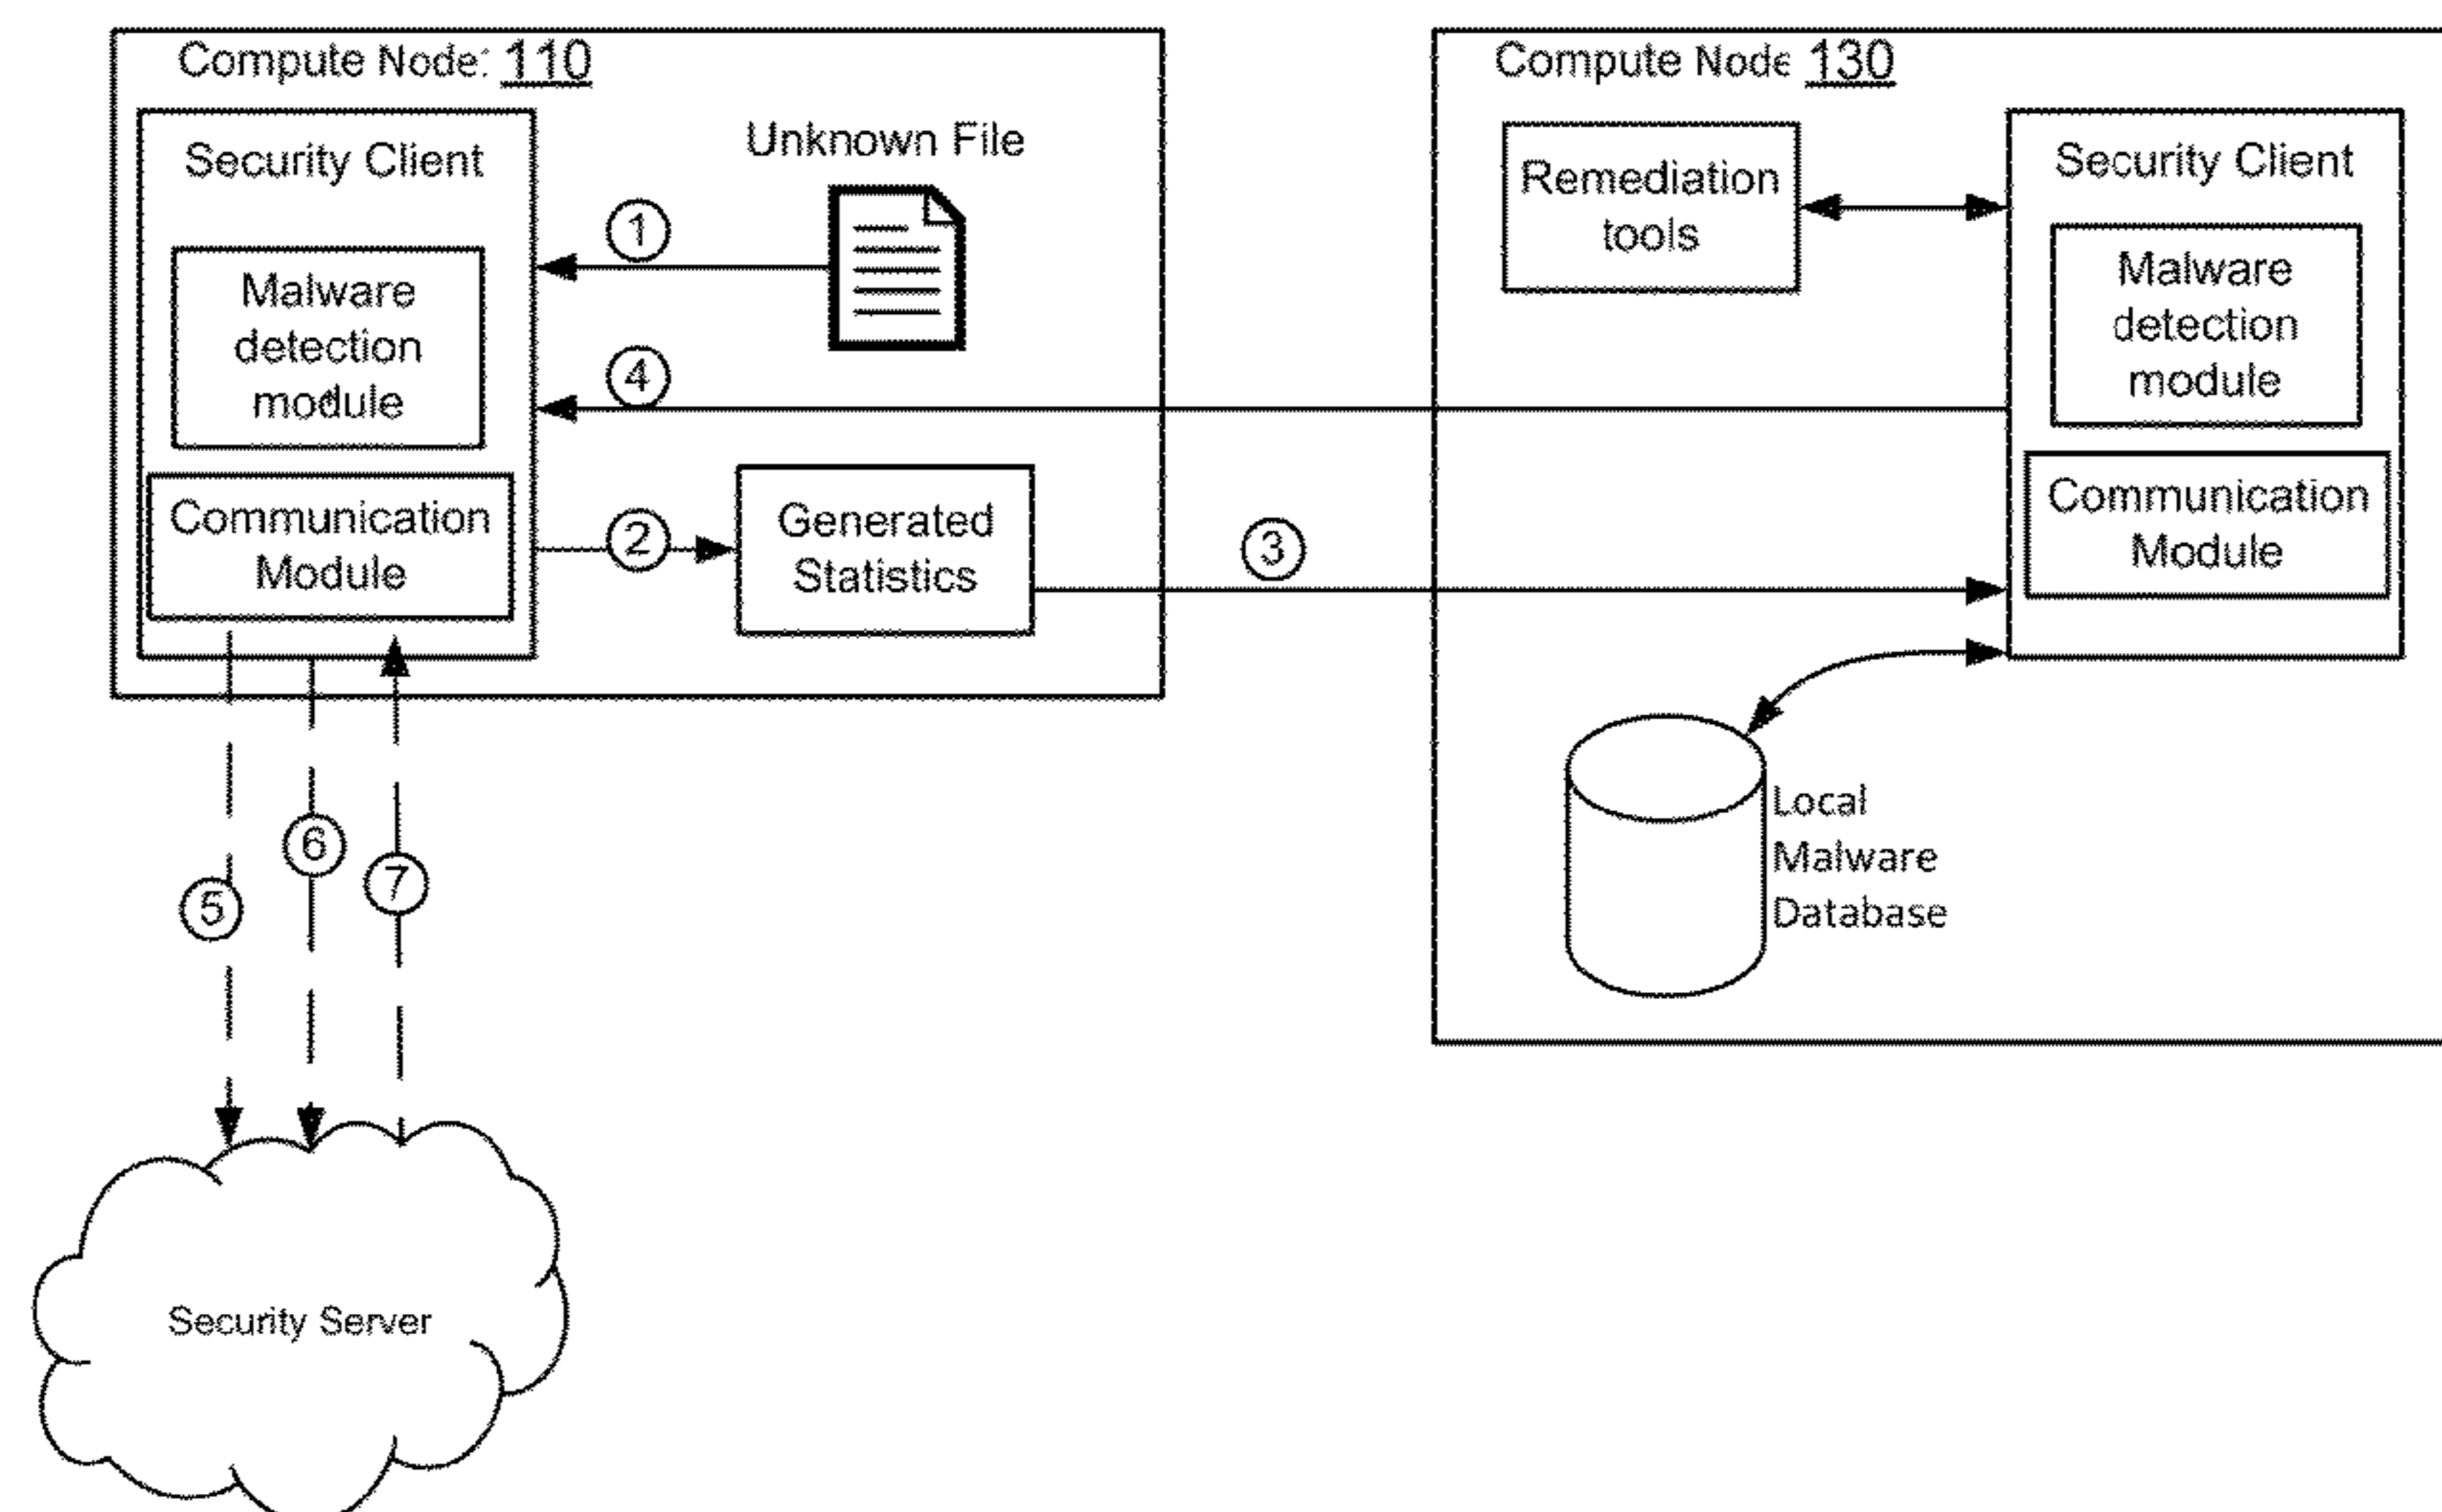 Compute Node: 110
Security Client
Unknown File
1
Malware
detection
module
4
Communication
Module
2
Generated
Statistics
3
Compute Node 130
Remediation
tools
Security Client
Malware
detection
module
Communication
Module
Local
Malware
Database
5
6
7
Security Server